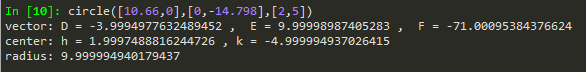 In [10]: circle([10.66,0],[0,-14.798],[2,5])
vector: D = -3.9994977632489452 , E = 9.99998987405283 , F = -71.00095384376624
center: h = 1.9997488816244726 , k = -4.999994937026415
radius: 9.999994940179437